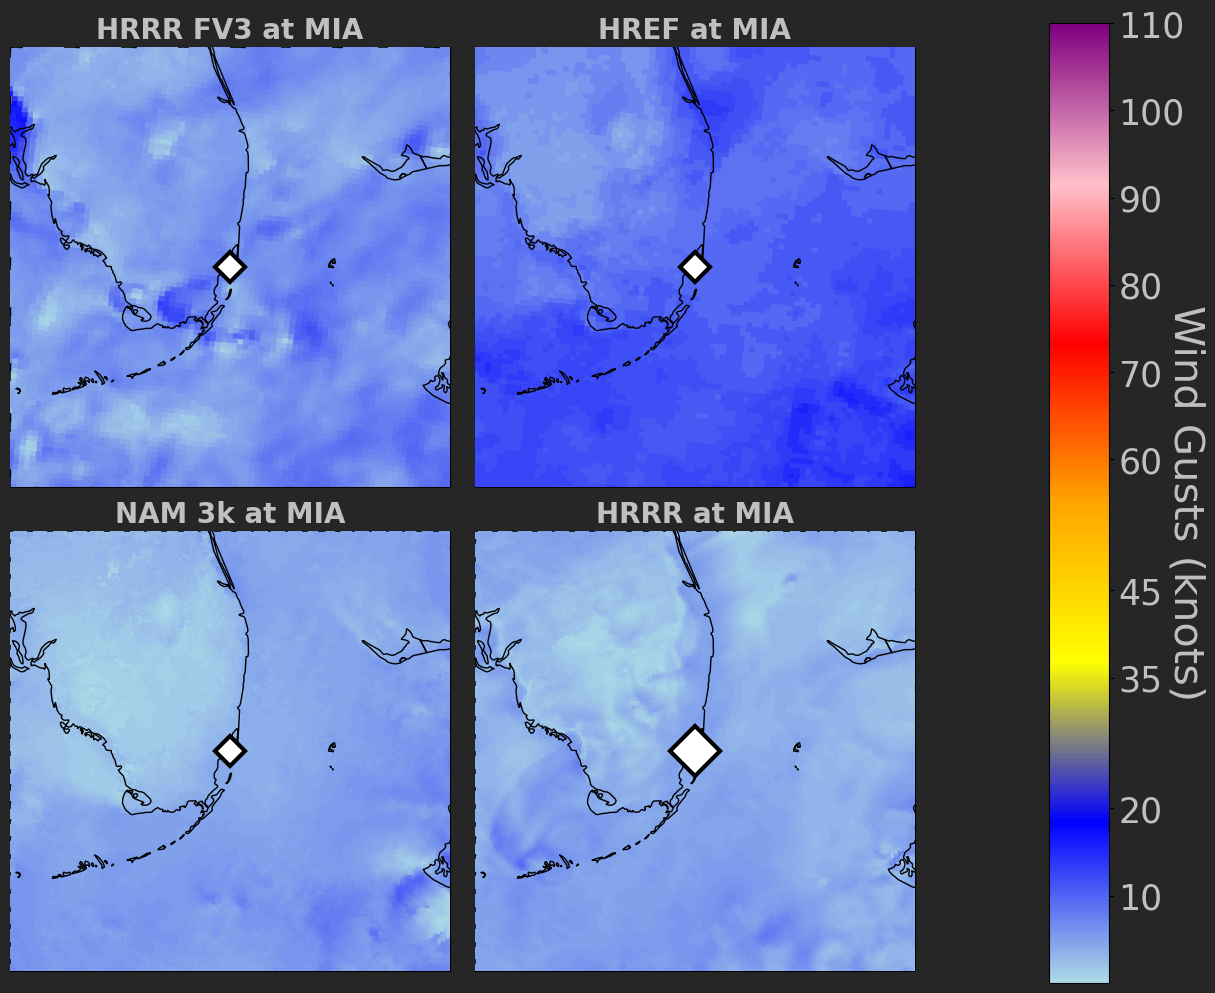 HRRR FV3 at MIA
HREF at MIA
NAM 3k at MIA
HRRR at MIA
110
100
90
80
70
60
45
35
20
10
Wind Gusts (knots)